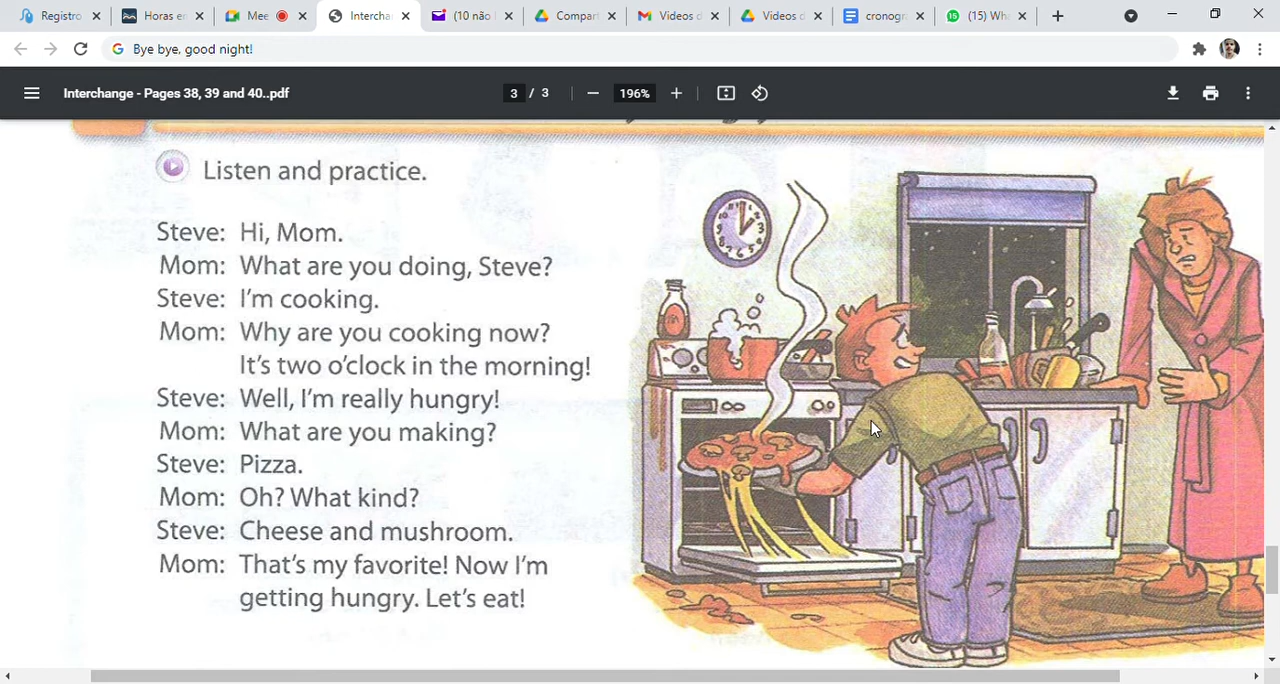 Registro
Horas e
Mee
Intercha
(10 não
Compart
Videos d
Videos d
cronogr
(15) Wh
Bye bye, good night!
Interchange - Pages 38, 39 and 40..pdf
3 / 3
196%
Listen and practice.
Steve: Hi, Mom.
Mom: What are you doing, Steve?
Steve: I'm cooking.
Mom: Why are you cooking now?
It's two o'clock in the morning!
Steve: Well, I'm really hungry!
Mom: What are you making?
Steve: Pizza.
Mom: Oh? What kind?
Steve: Cheese and mushroom.
Mom: That's my favorite! Now I'm
getting hungry. Let's eat!